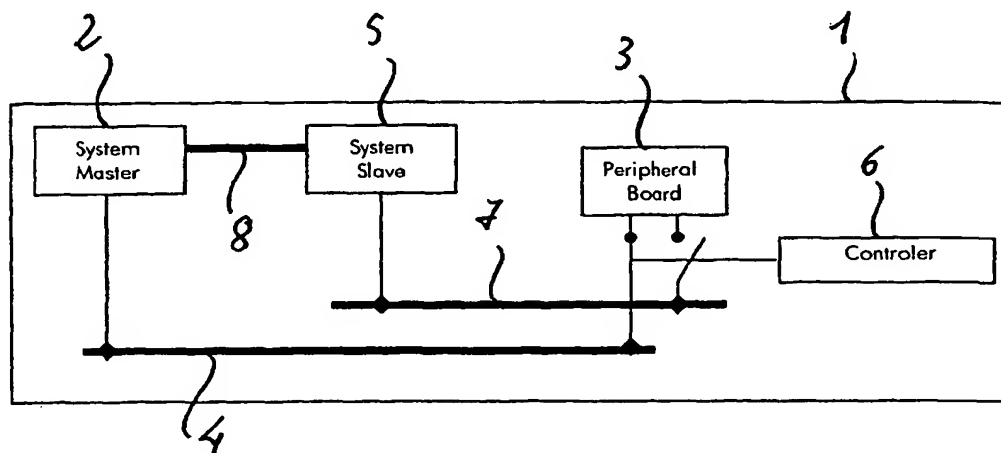 2 5 3 1
System Master
System Slave
Peripheral Board
6
7
8
Controler
4